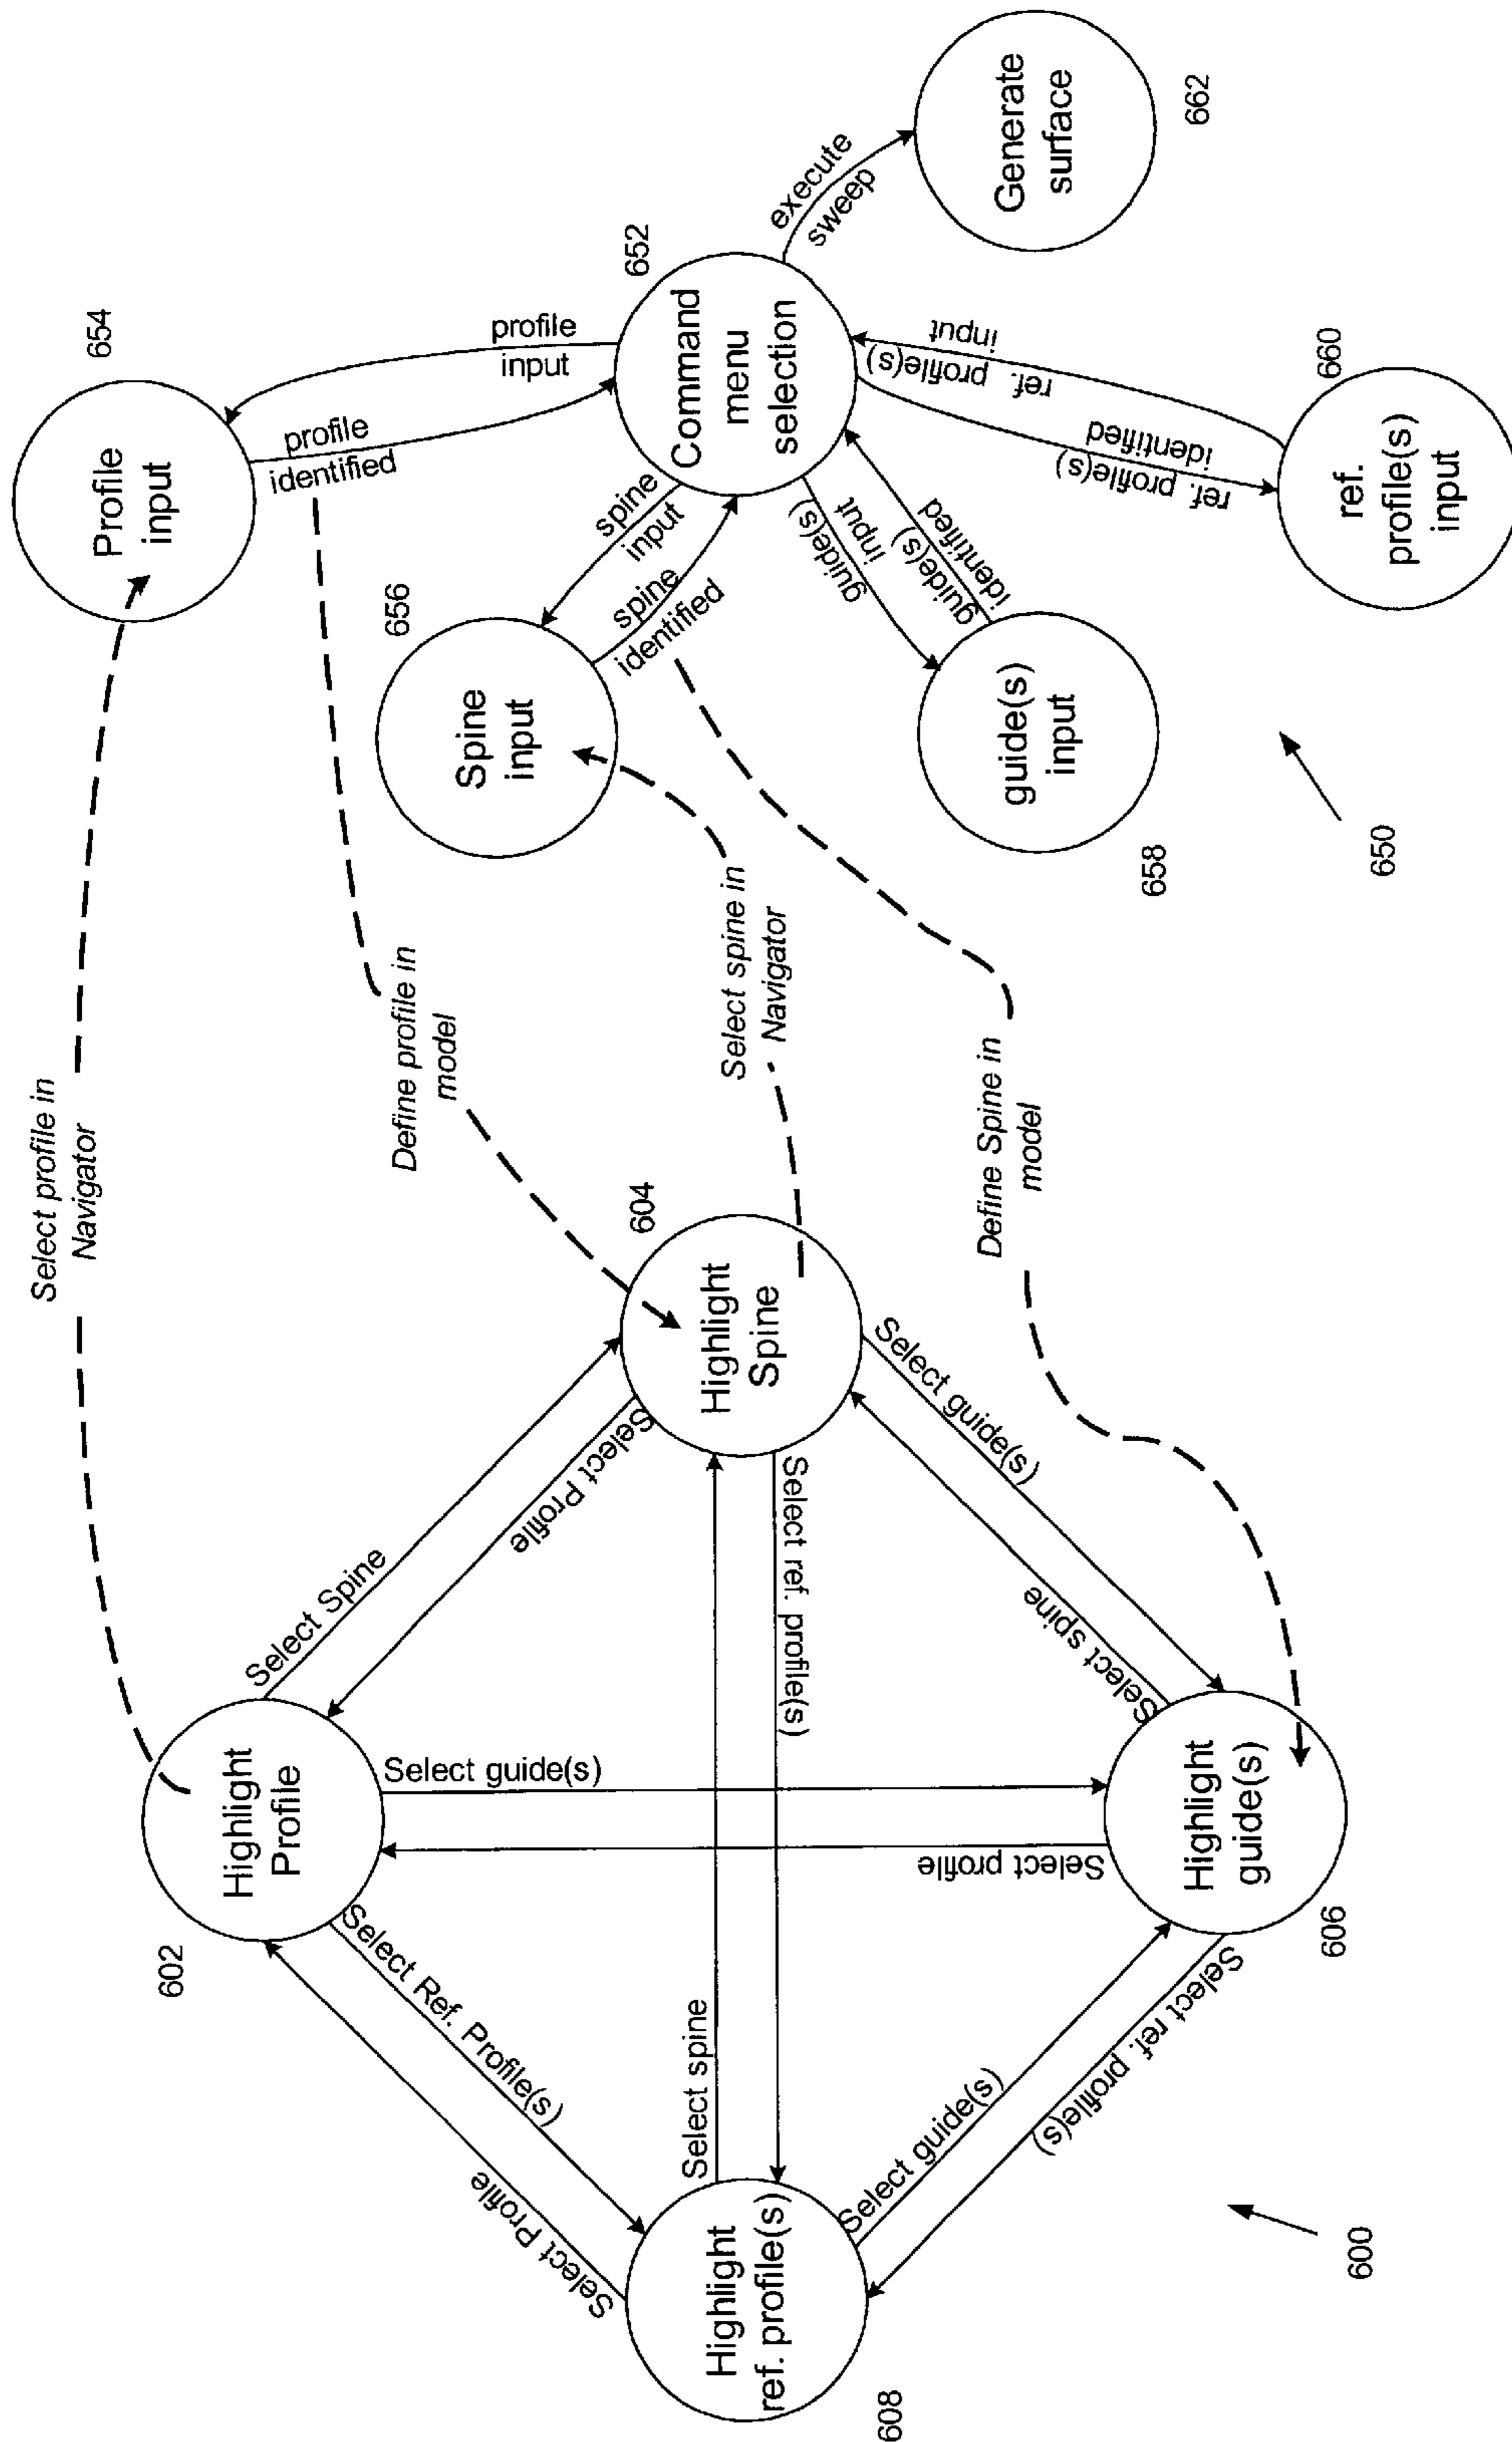 Select profile in
Navigator
654
Profile
input
profile
input
profile
identified
652
Command
menu
selection
execute
sweep
Generate
surface
662
656
Spine
input
spine
input
spine
identified
guide(s)
input
guide(s)
identified
guide(s)
input
658
ref. profile(s)
input
ref. profile(s)
identified
660
ref.
profile(s)
input
650
Define profile in
model
Select spine in
Navigator
Define Spine in
model
602
Highlight
Profile
604
Highlight
Spine
606
Highlight
guide(s)
608
Highlight
ref. profile(s)
Select Spine
Select Profile
Select guide(s)
Select profile
Select Ref. Profile(s)
Select Profile
Select spine
Select ref. profile(s)
Select guide(s)
Select spine
Select guide(s)
Select ref. profile(s)
600